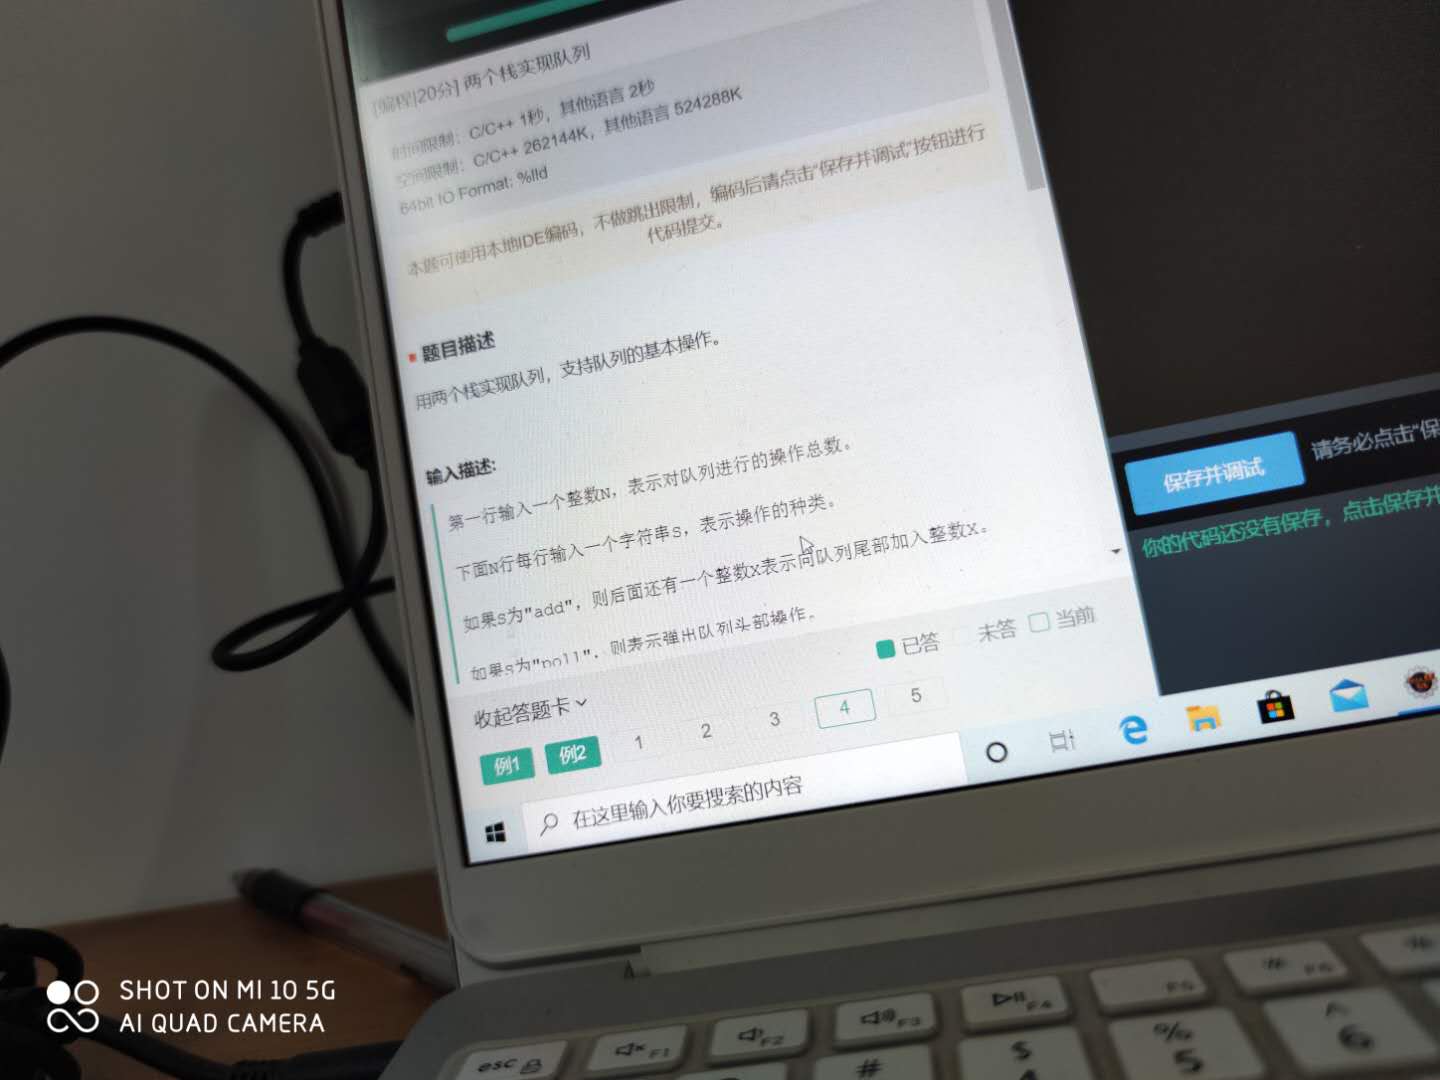 [编程|20分] 两个栈实现队列
时间限制：C/C++ 1秒，其他语言 2秒
空间限制：C/C++ 262144K，其他语言 524288K
64bit IO Format: %lld
本题可使用本地IDE编码，不做跳出限制，编码后请点击“保存并调试”按钮进行
代码提交。
题目描述
用两个栈实现队列，支持队列的基本操作。
输入描述:
第一行输入一个整数N，表示对队列进行的操作总数。
下面N行每行输入一个字符串S，表示操作的种类。
如果S为"add"，则后面还有一个整数X表示向队列尾部加入整数X。
如果S为"poll"，则表示弹出队列头部操作。
已答 未答 当前
收起答题卡
例1 例2 1 2 3 4 5
保存并调试 请务必点击“保
你的代码还没有保存，点击保存并
在这里输入你要搜索的内容
SHOT ON MI 10 5G
AI QUAD CAMERA
esc F1 F2 F3 F4 F5 F6
# $ 4 % 5 ^ 6